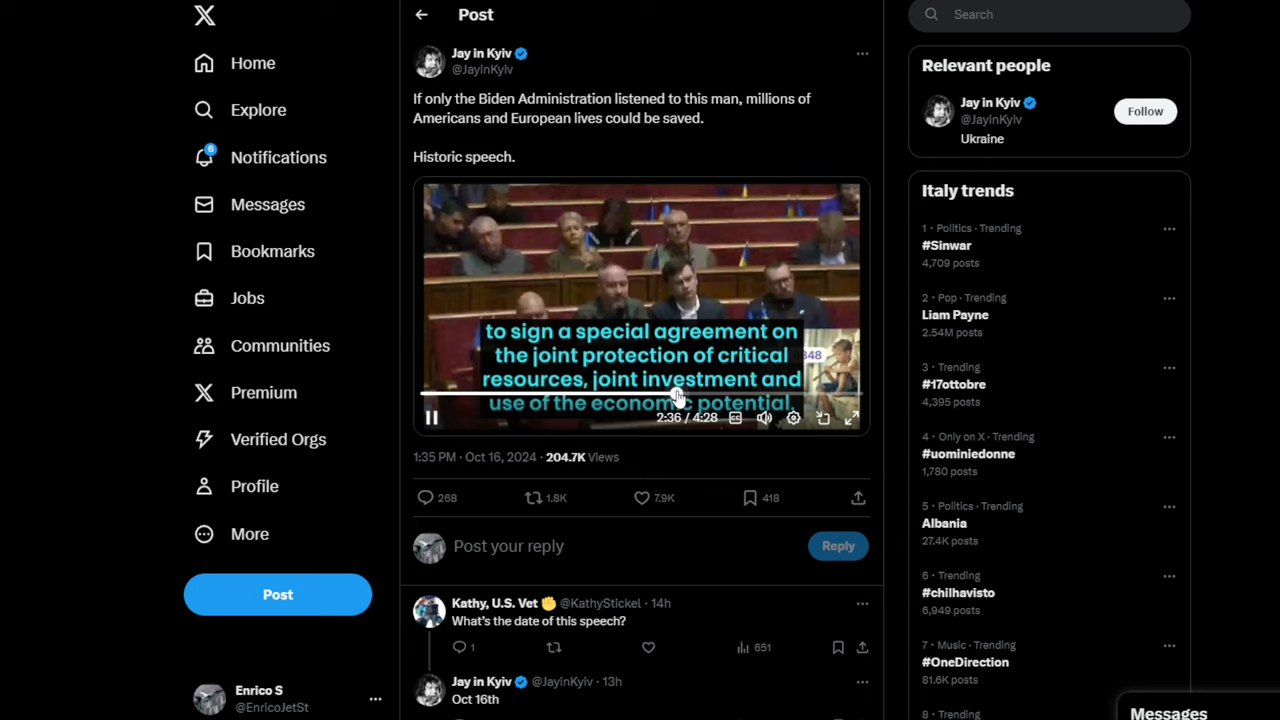 Home
Explore
6
Notifications
Messages
Bookmarks
Jobs
Communities
Premium
Verified Orgs
Profile
More
Post
Enrico S
@EnricoJetSt
Post
Jay in Kyiv
@JayinKyiv
If only the Biden Administration listened to this man, millions of
Americans and European lives could be saved.
Historic speech.
to sign a special agreement on
the joint protection of critical
resources, joint investment and
use of the economic potential.
348
2:36 / 4:28
CC
1:35 PM · Oct 16, 2024 · 204.7K Views
268
1.8K
7.9K
418
Post your reply
Reply
Kathy, U.S. Vet ✊ @KathyStickel · 14h
What's the date of this speech?
1
651
Jay in Kyiv @JayinKyiv · 13h
Oct 16th
Search
Relevant people
Jay in Kyiv
@JayinKyiv
Follow
Ukraine
Italy trends
1 · Politics · Trending
#Sinwar
4,709 posts
2 · Pop · Trending
Liam Payne
2.54M posts
3 · Trending
#17ottobre
4,395 posts
4 · Only on X · Trending
#uominiedonne
1,780 posts
5 · Politics · Trending
Albania
27.4K posts
6 · Trending
#chilhavisto
6,949 posts
7 · Music · Trending
#OneDirection
81.6K posts
8 · Trending
Messages